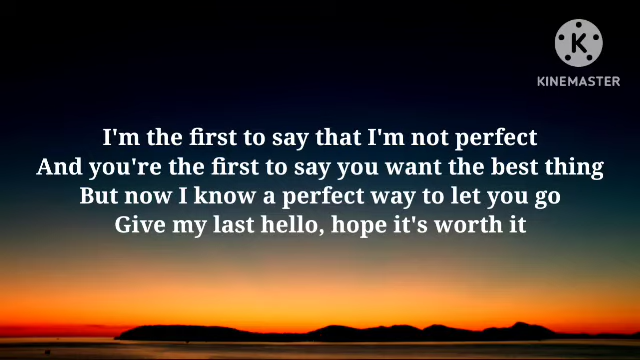 KINEMASTER
I'm the first to say that I'm not perfect
And you're the first to say you want the best thing
But now I know a perfect way to let you go
Give my last hello, hope it's worth it